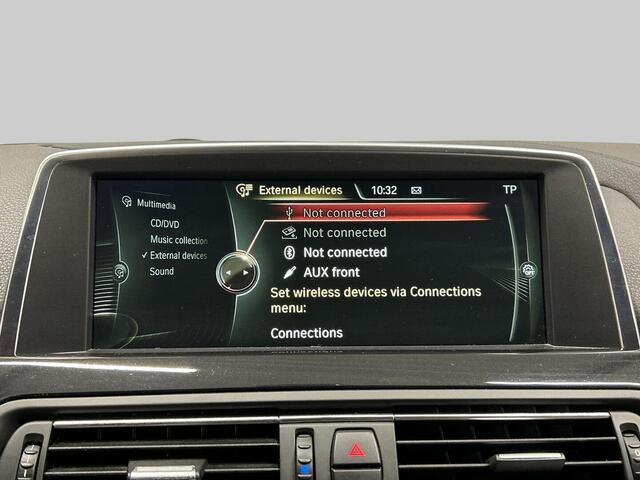 External devices 10:32 TP
Multimedia
CD/DVD
Music collection
✓ External devices
Sound
Not connected
Not connected
Not connected
AUX front
Set wireless devices via Connections
menu:
Connections
OFF